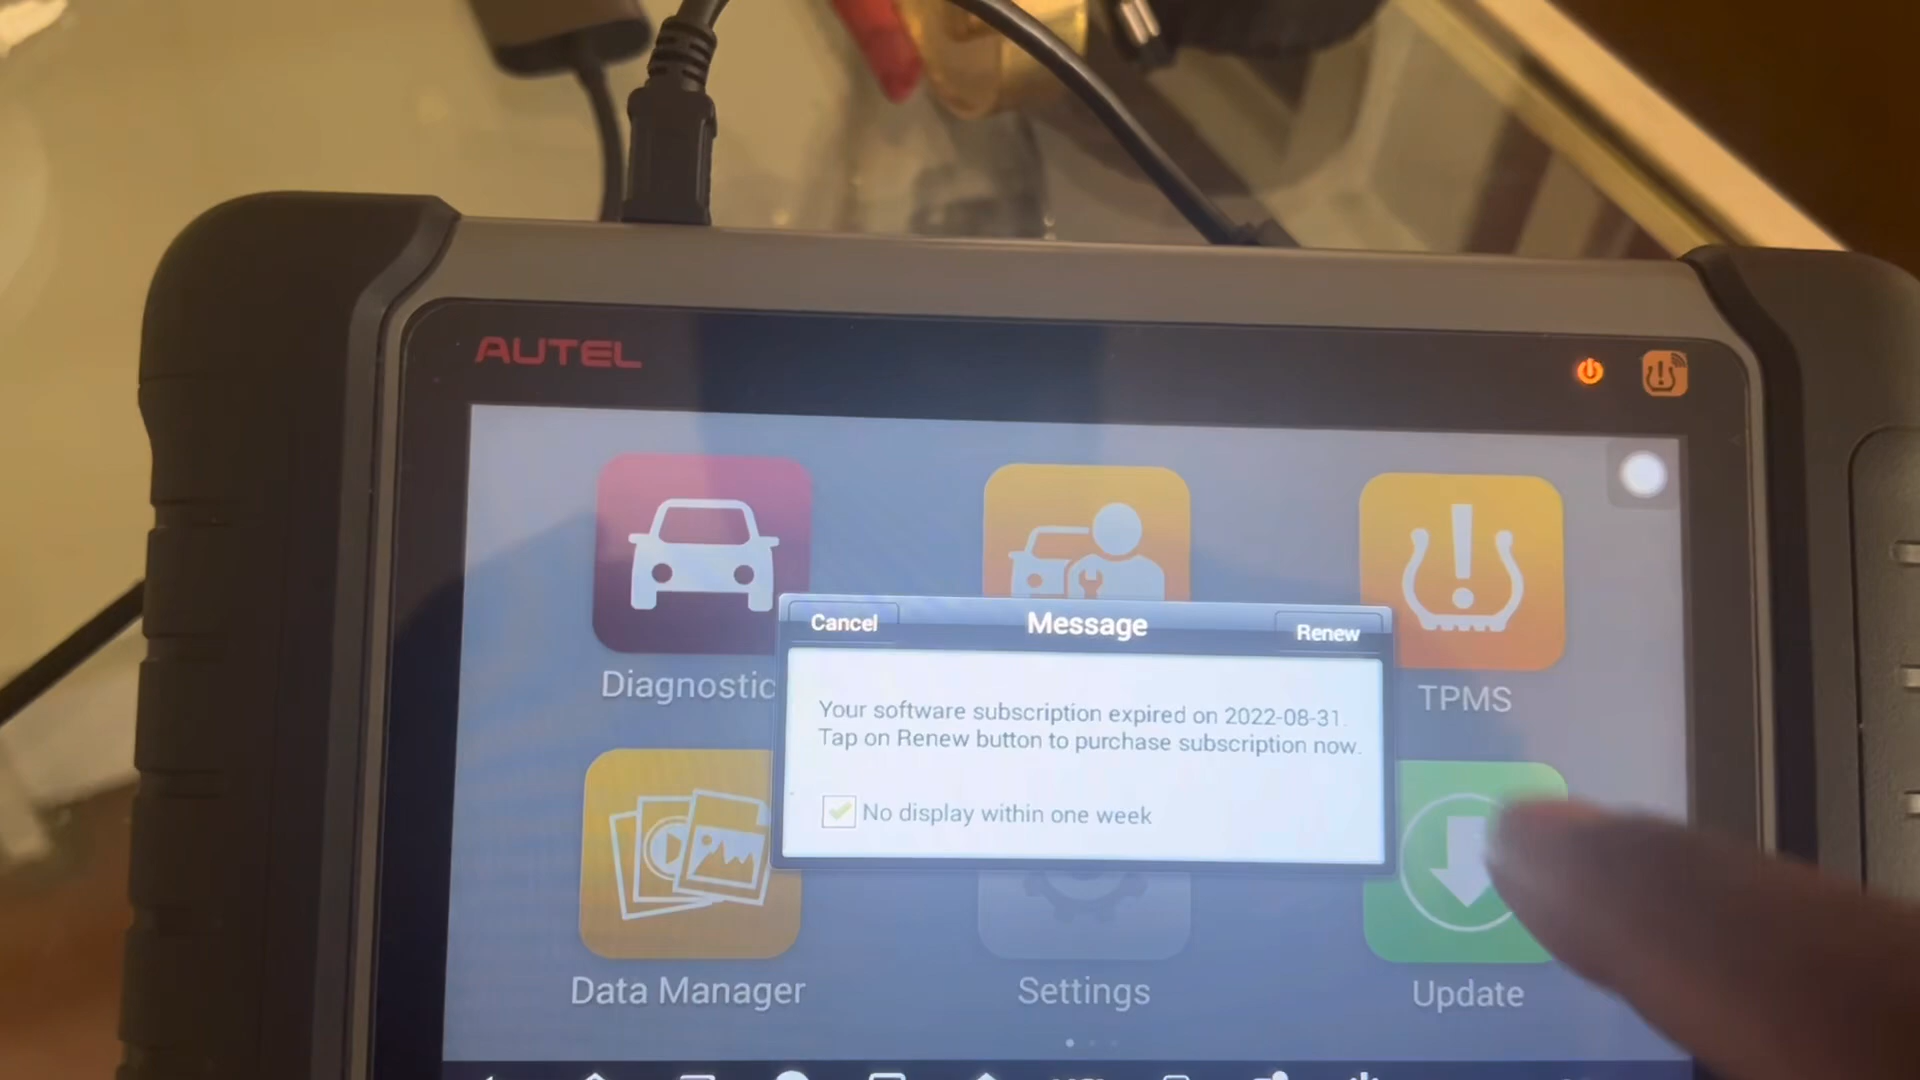 AUTEL
Cancel
Message
Renew
Your software subscription expired on 2022-08-31.
Tap on Renew button to purchase subscription now.
No display within one week
Diagnostic
TPMS
Data Manager
Settings
Update